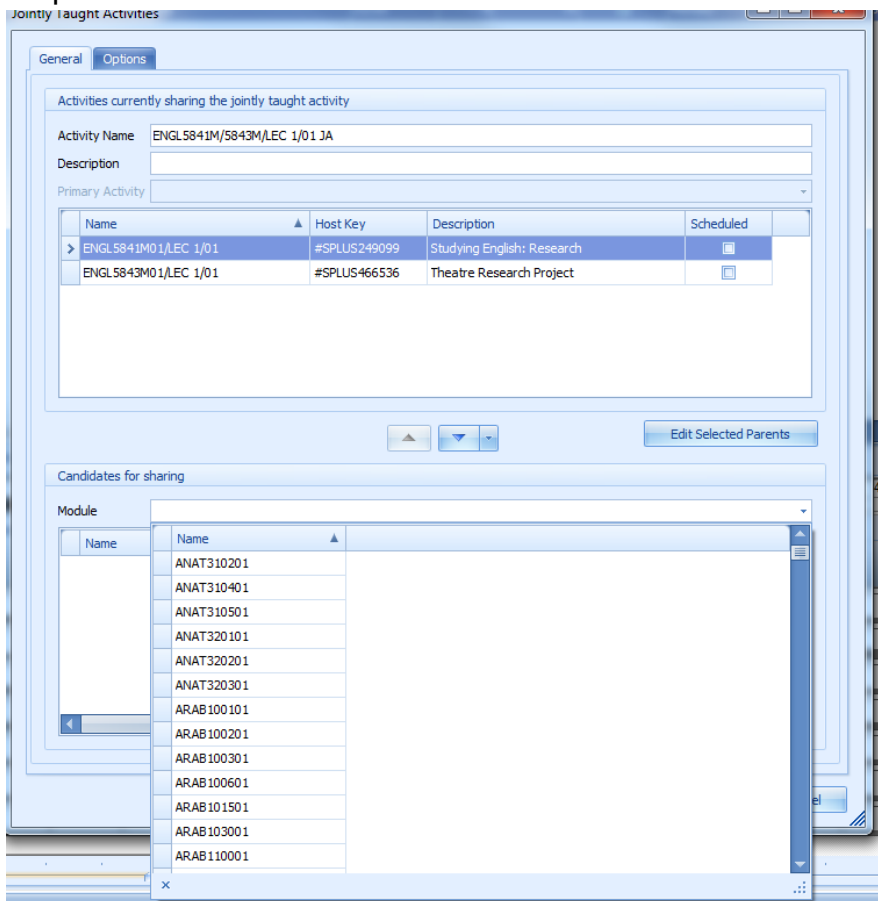 Jointly Taught Activities
General Options
Activities currently sharing the jointly taught activity
Activity Name ENGL5841M/5843M/LEC 1/01 JA
Description
Primary Activity
Name Host Key Description Scheduled
ENGL5841M01/LEC 1/01 #SPLUS249099 Studying English: Research
ENGL5843M01/LEC 1/01 #SPLUS466536 Theatre Research Project
Edit Selected Parents
Candidates for sharing
Module
Name Name
ANAT310201
ANAT310401
ANAT310501
ANAT320101
ANAT320201
ANAT320301
ARAB100101
ARAB100201
ARAB100301
ARAB100601
ARAB101501
ARAB103001
ARAB110001